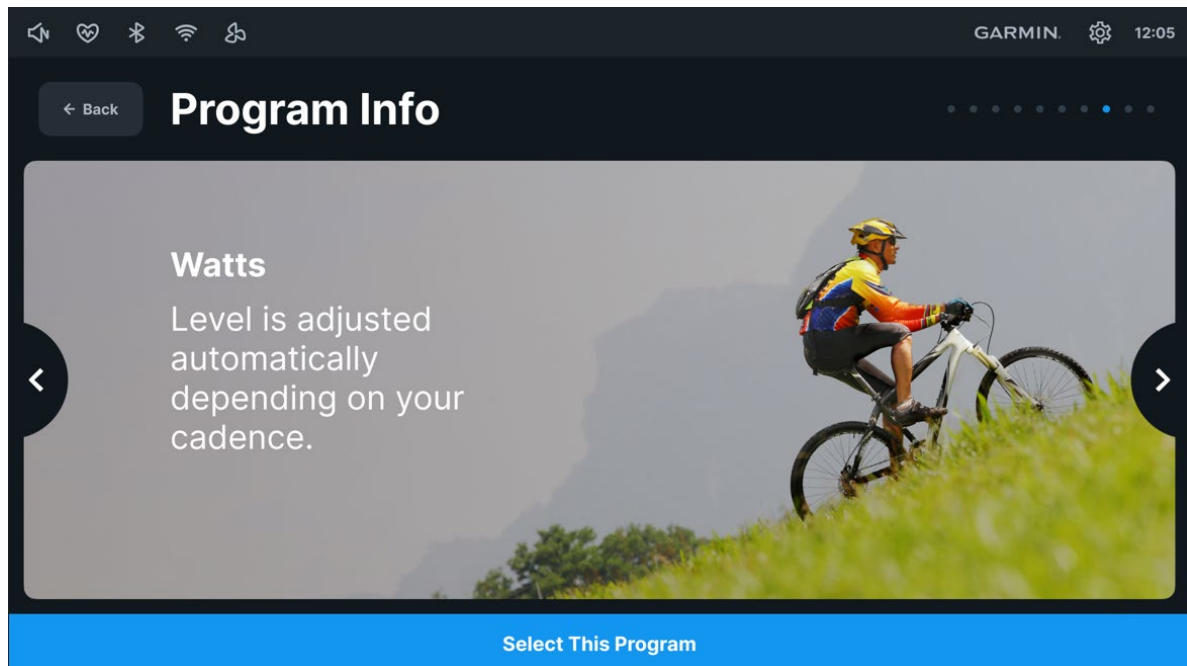 GARMIN.
12:05
← Back
Program Info
Watts
Level is adjusted
automatically
depending on your
cadence.
Select This Program